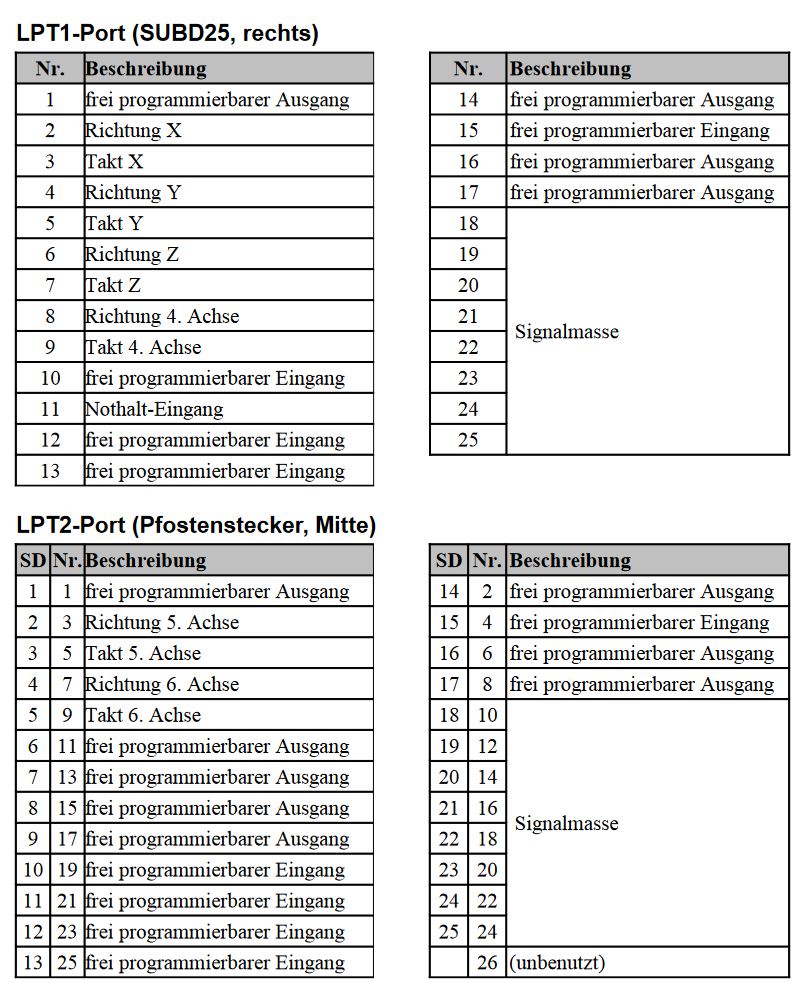 LPT1-Port (SUBD25, rechts)
Nr. Beschreibung
1 frei programmierbarer Ausgang
2 Richtung X
3 Takt X
4 Richtung Y
5 Takt Y
6 Richtung Z
7 Takt Z
8 Richtung 4. Achse
9 Takt 4. Achse
10 frei programmierbarer Eingang
11 Nothalt-Eingang
12 frei programmierbarer Eingang
13 frei programmierbarer Eingang
Nr. Beschreibung
14 frei programmierbarer Ausgang
15 frei programmierbarer Eingang
16 frei programmierbarer Ausgang
17 frei programmierbarer Ausgang
18
19
20
21
Signalmasse
22
23
24
25
LPT2-Port (Pfostenstecker, Mitte)
SD Nr. Beschreibung
1 1 frei programmierbarer Ausgang
2 3 Richtung 5. Achse
3 5 Takt 5. Achse
4 7 Richtung 6. Achse
5 9 Takt 6. Achse
6 11 frei programmierbarer Ausgang
7 13 frei programmierbarer Ausgang
8 15 frei programmierbarer Ausgang
9 17 frei programmierbarer Ausgang
10 19 frei programmierbarer Eingang
11 21 frei programmierbarer Eingang
12 23 frei programmierbarer Eingang
13 25 frei programmierbarer Eingang
SD Nr. Beschreibung
14 2 frei programmierbarer Ausgang
15 4 frei programmierbarer Eingang
16 6 frei programmierbarer Ausgang
17 8 frei programmierbarer Ausgang
18 10
19 12
20 14
21 16
Signalmasse
22 18
23 20
24 22
25 24
26 (unbenutzt)